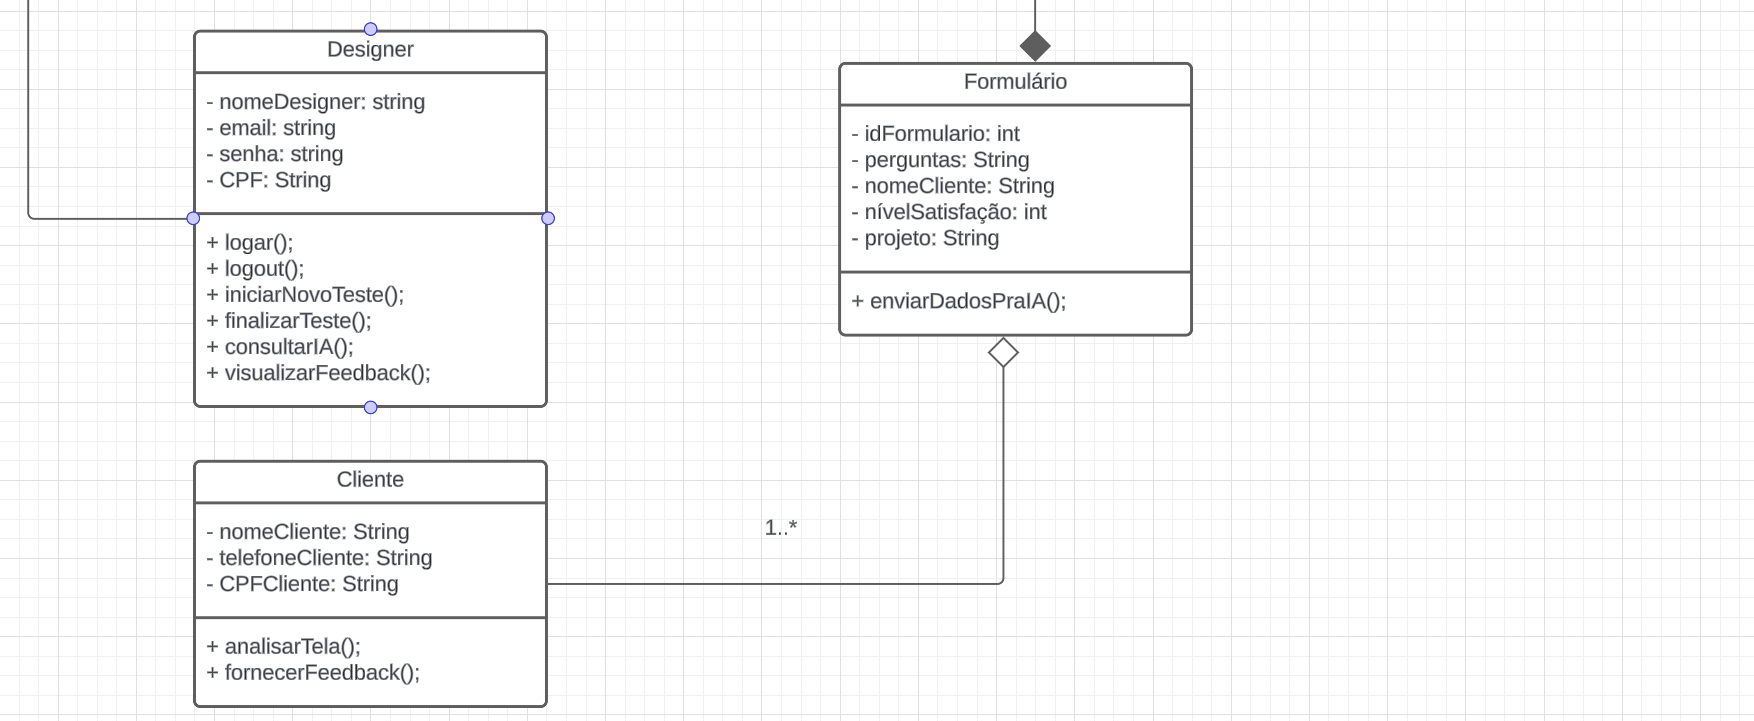 Designer
- nomeDesigner: string
- email: string
- senha: string
- CPF: String
+ logar();
+ logout();
+ iniciarNovoTeste();
+ finalizarTeste();
+ consultarIA();
+ visualizarFeedback();
Formulário
- idFormulario: int
- perguntas: String
- nomeCliente: String
- nívelSatisfação: int
- projeto: String
+ enviarDadosPraIA();
Cliente
- nomeCliente: String
- telefoneCliente: String
- CPFCliente: String
+ analisarTela();
+ fornecerFeedback();
1..*